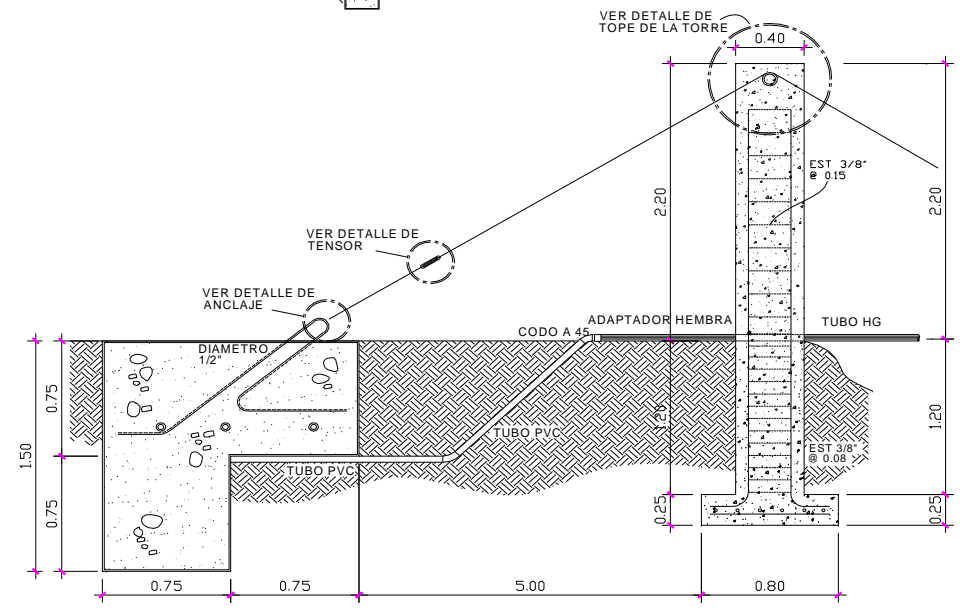 VER DETALLE DE
TOPE DE LA TORRE
0.40
2.20
EST 3/8"
@ 0.15
2.20
VER DETALLE DE
TENSOR
VER DETALLE DE
ANCLAJE
CODO A 45
ADAPTADOR HEMBRA
TUBO HG
DIAMETRO
1/2"
0.75
1.50
1.20
1.20
TUBO PVC
EST 3/8"
@ 0.08
TUBO PVC
0.75
0.25
0.25
0.75
0.75
5.00
0.80